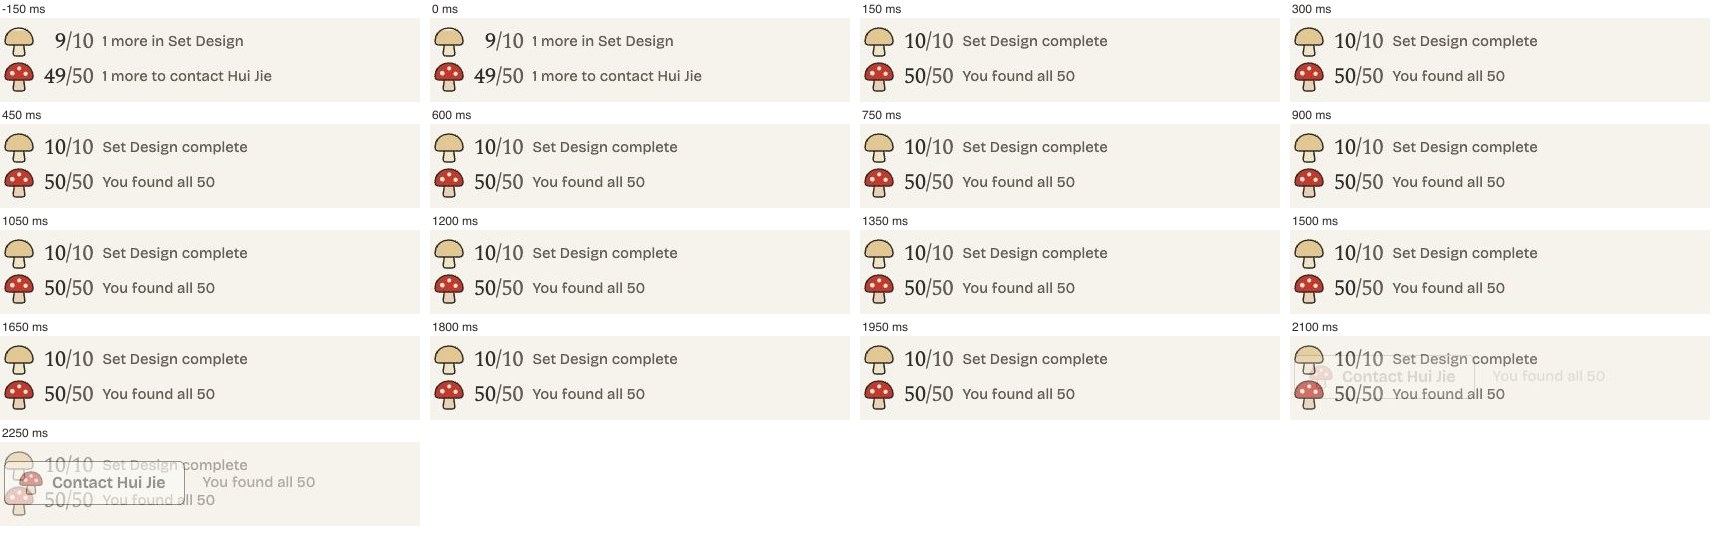 -150 ms
9/10 1 more in Set Design
49/50 1 more to contact Hui Jie
0 ms
9/10 1 more in Set Design
49/50 1 more to contact Hui Jie
150 ms
10/10 Set Design complete
50/50 You found all 50
300 ms
10/10 Set Design complete
50/50 You found all 50
450 ms
10/10 Set Design complete
50/50 You found all 50
600 ms
10/10 Set Design complete
50/50 You found all 50
750 ms
10/10 Set Design complete
50/50 You found all 50
900 ms
10/10 Set Design complete
50/50 You found all 50
1050 ms
10/10 Set Design complete
50/50 You found all 50
1200 ms
10/10 Set Design complete
50/50 You found all 50
1350 ms
10/10 Set Design complete
50/50 You found all 50
1500 ms
10/10 Set Design complete
50/50 You found all 50
1650 ms
10/10 Set Design complete
50/50 You found all 50
1800 ms
10/10 Set Design complete
50/50 You found all 50
1950 ms
10/10 Set Design complete
50/50 You found all 50
2100 ms
10/10 Set Design complete
Contact Hui Jie You found all 50
50/50 You found all 50
2250 ms
10/10 Set Design complete
Contact Hui Jie You found all 50
50/50 You found all 50